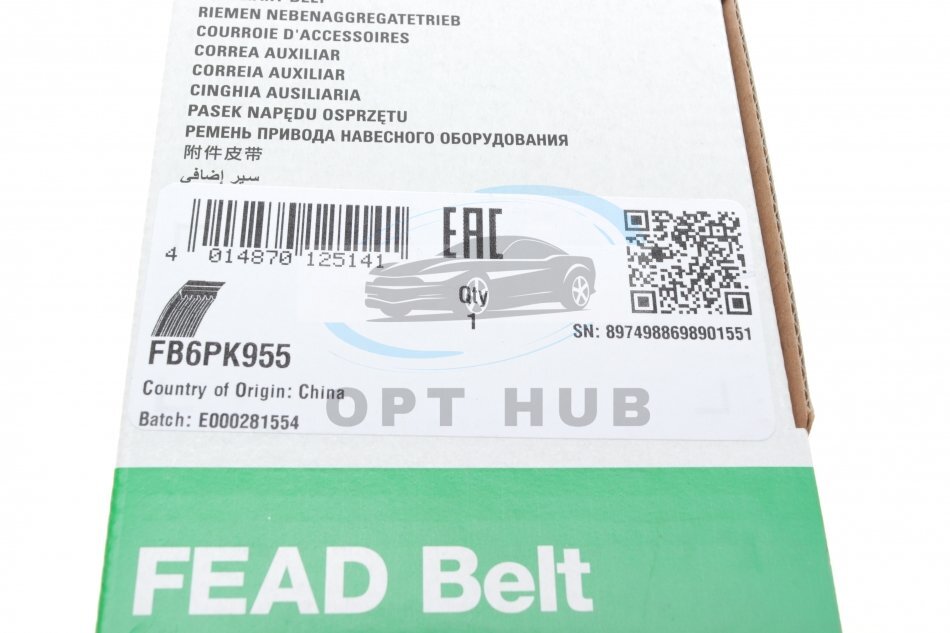 RIEMEN NEBENAGGREGATETRIEB
COURROIE D'ACCESSOIRES
CORREA AUXILIAR
CORREIA AUXILIAR
CINGHIA AUSILIARIA
PASEK NAPĘDU OSPRZĘTU
РЕМЕНЬ ПРИВОДА НАВЕСНОГО ОБОРУДОВАНИЯ
附件皮带
سير إضافي
EAC
4 014870 125141
Qty
1
SN: 8974988698901551
FB6PK955
Country of Origin: China
Batch: E000281554
OPT HUB
FEAD Belt